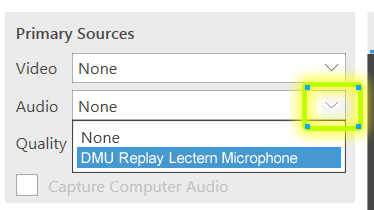 Primary Sources
Video None
Audio None
None
Quality
DMU Replay Lectern Microphone
Capture Computer Audio